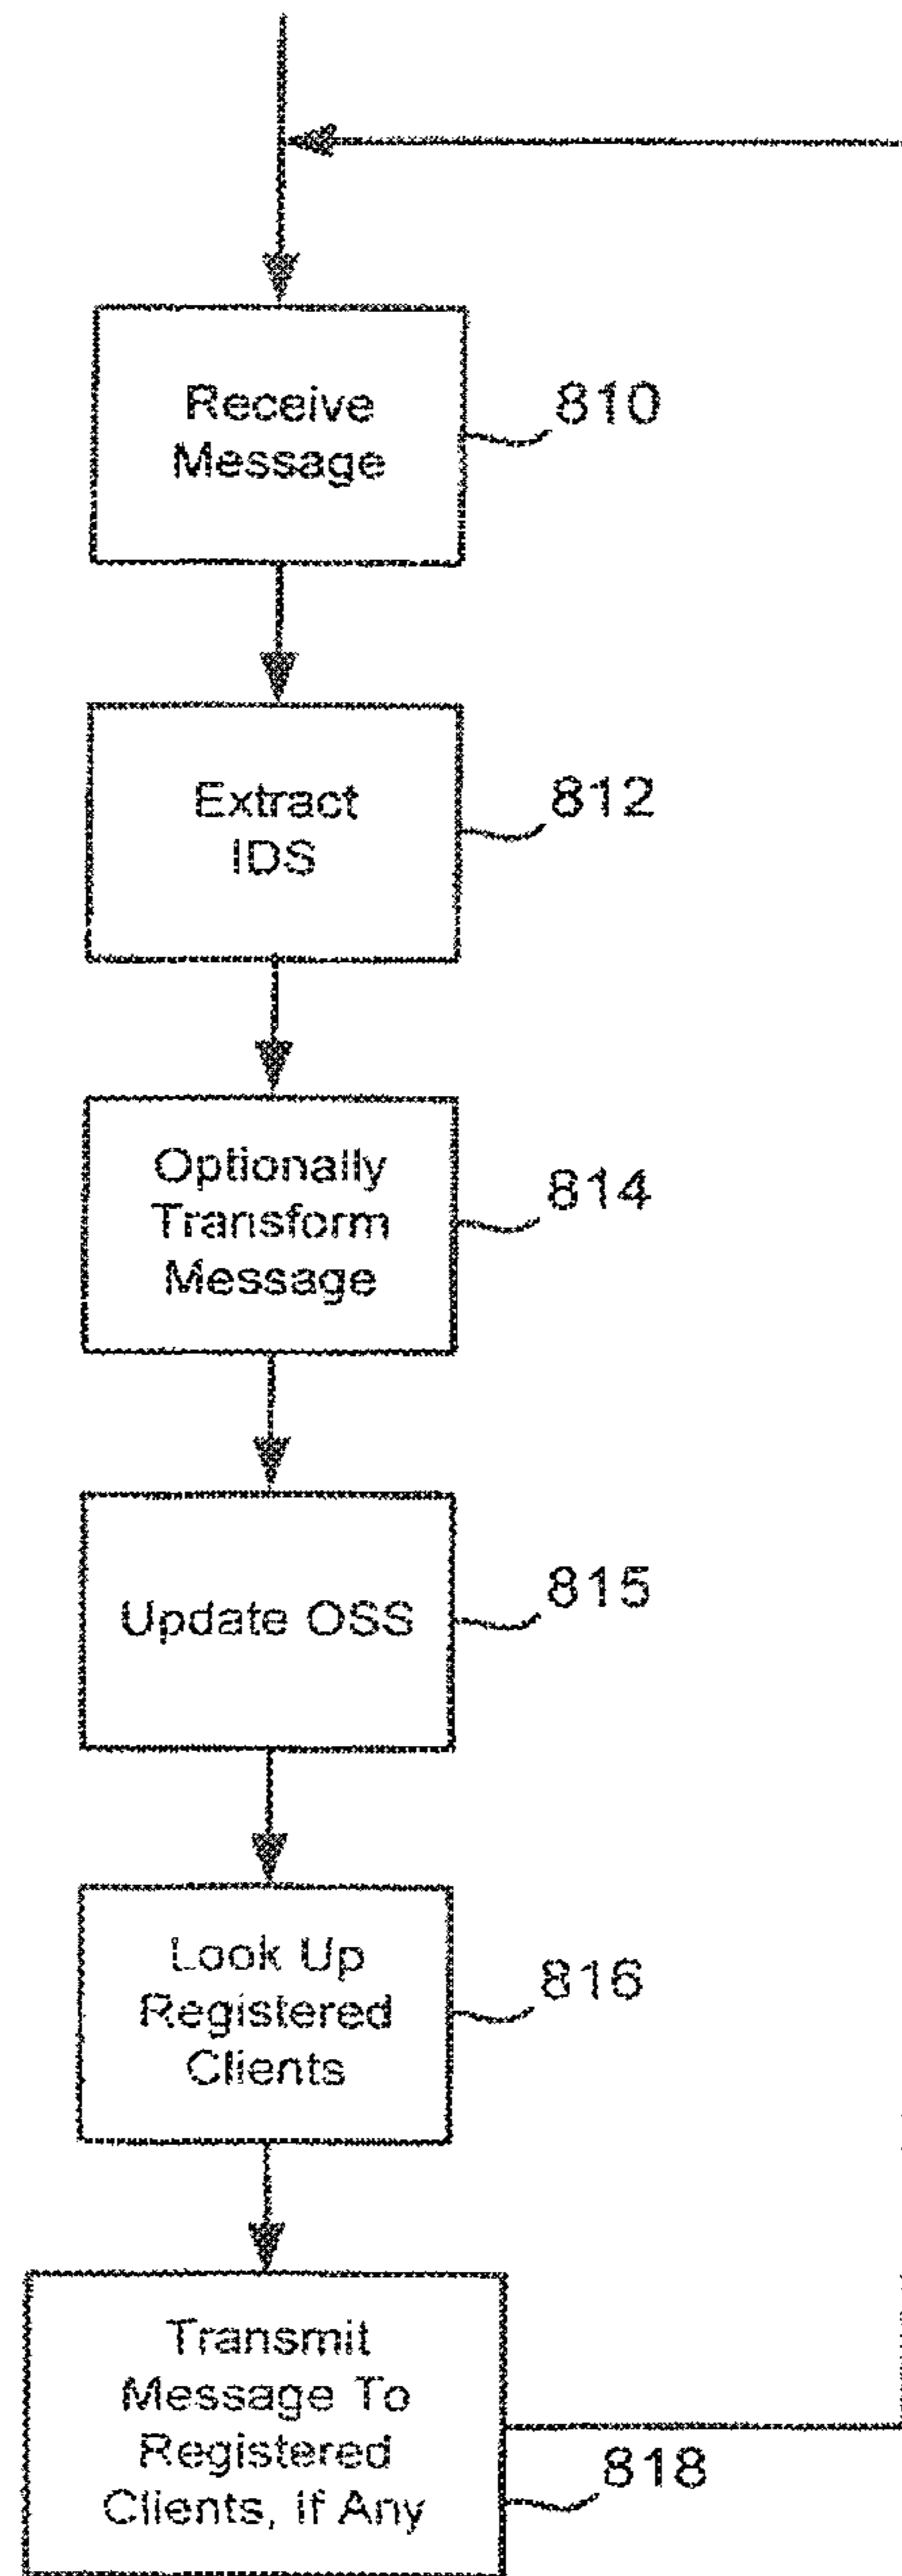 Receive
Message
810
Extract
IDS
812
Optionally
Transform
Message
814
Update OSS
815
Look Up
Registered
Clients
816
Transmit
Message To
Registered
Clients, If Any
818